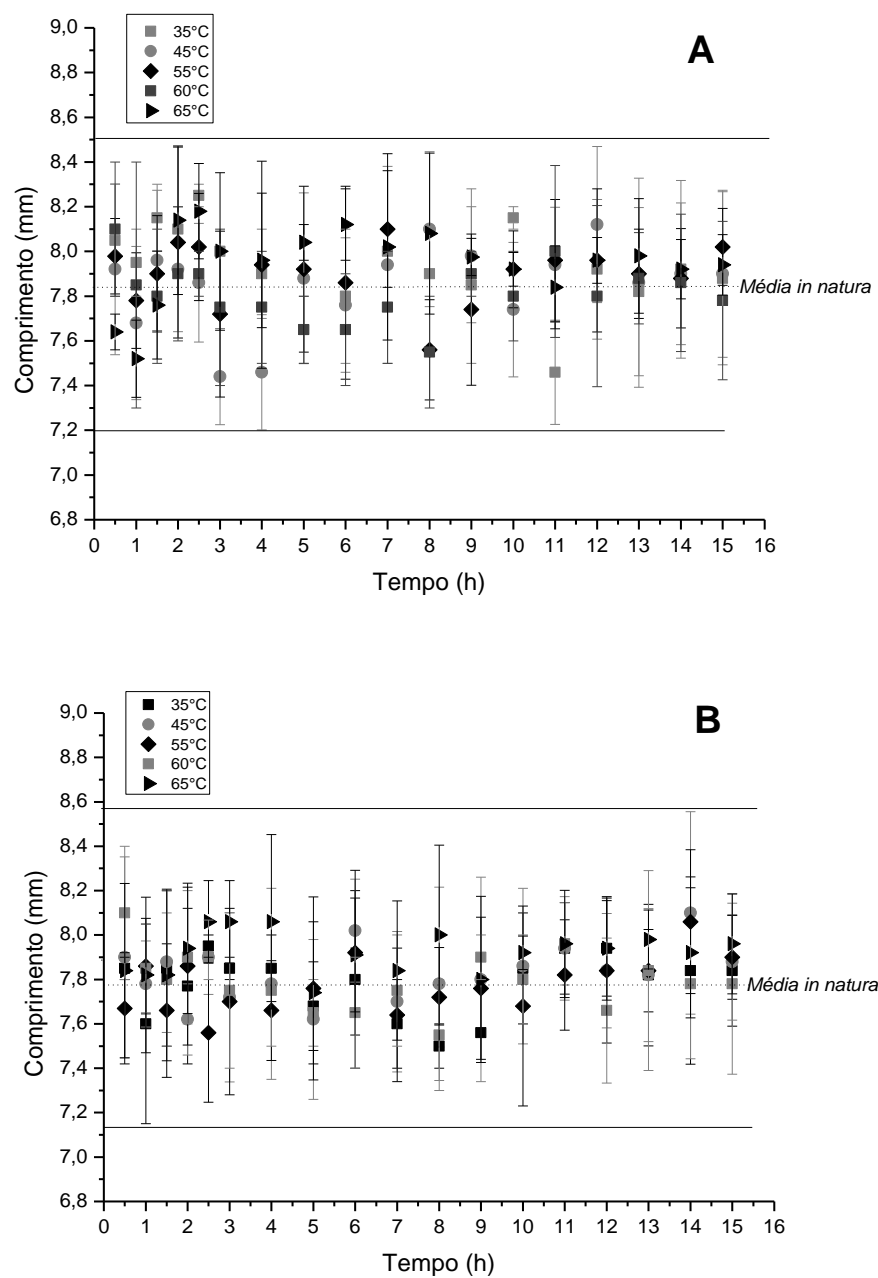 A
35°C
45°C
55°C
60°C
65°C
9,0
8,8
8,6
8,4
8,2
8,0
7,8
7,6
7,4
7,2
7,0
6,8
Comprimento (mm)
Média in natura
0 1 2 3 4 5 6 7 8 9 10 11 12 13 14 15 16
Tempo (h)
B
35°C
45°C
55°C
60°C
65°C
9,0
8,8
8,6
8,4
8,2
8,0
7,8
7,6
7,4
7,2
7,0
6,8
Comprimento (mm)
Média in natura
0 1 2 3 4 5 6 7 8 9 10 11 12 13 14 15 16
Tempo (h)